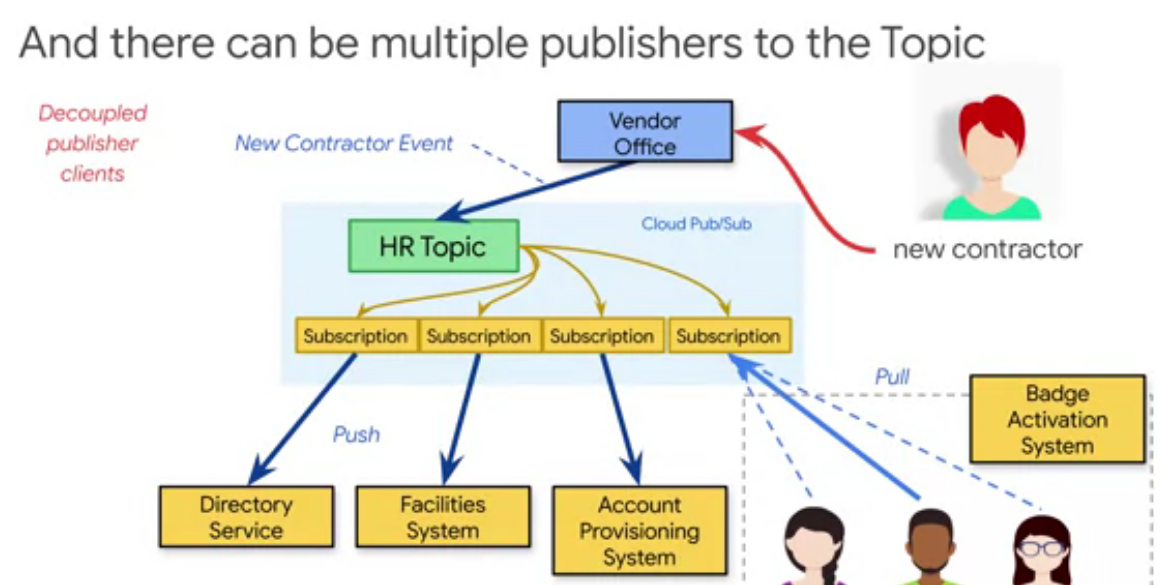 And there can be multiple publishers to the Topic
Decoupled
publisher
clients
New Contractor Event
Vendor
Office
new contractor
Cloud Pub/Sub
HR Topic
Subscription
Subscription
Subscription
Subscription
Push
Pull
Badge
Activation
System
Directory
Service
Facilities
System
Account
Provisioning
System